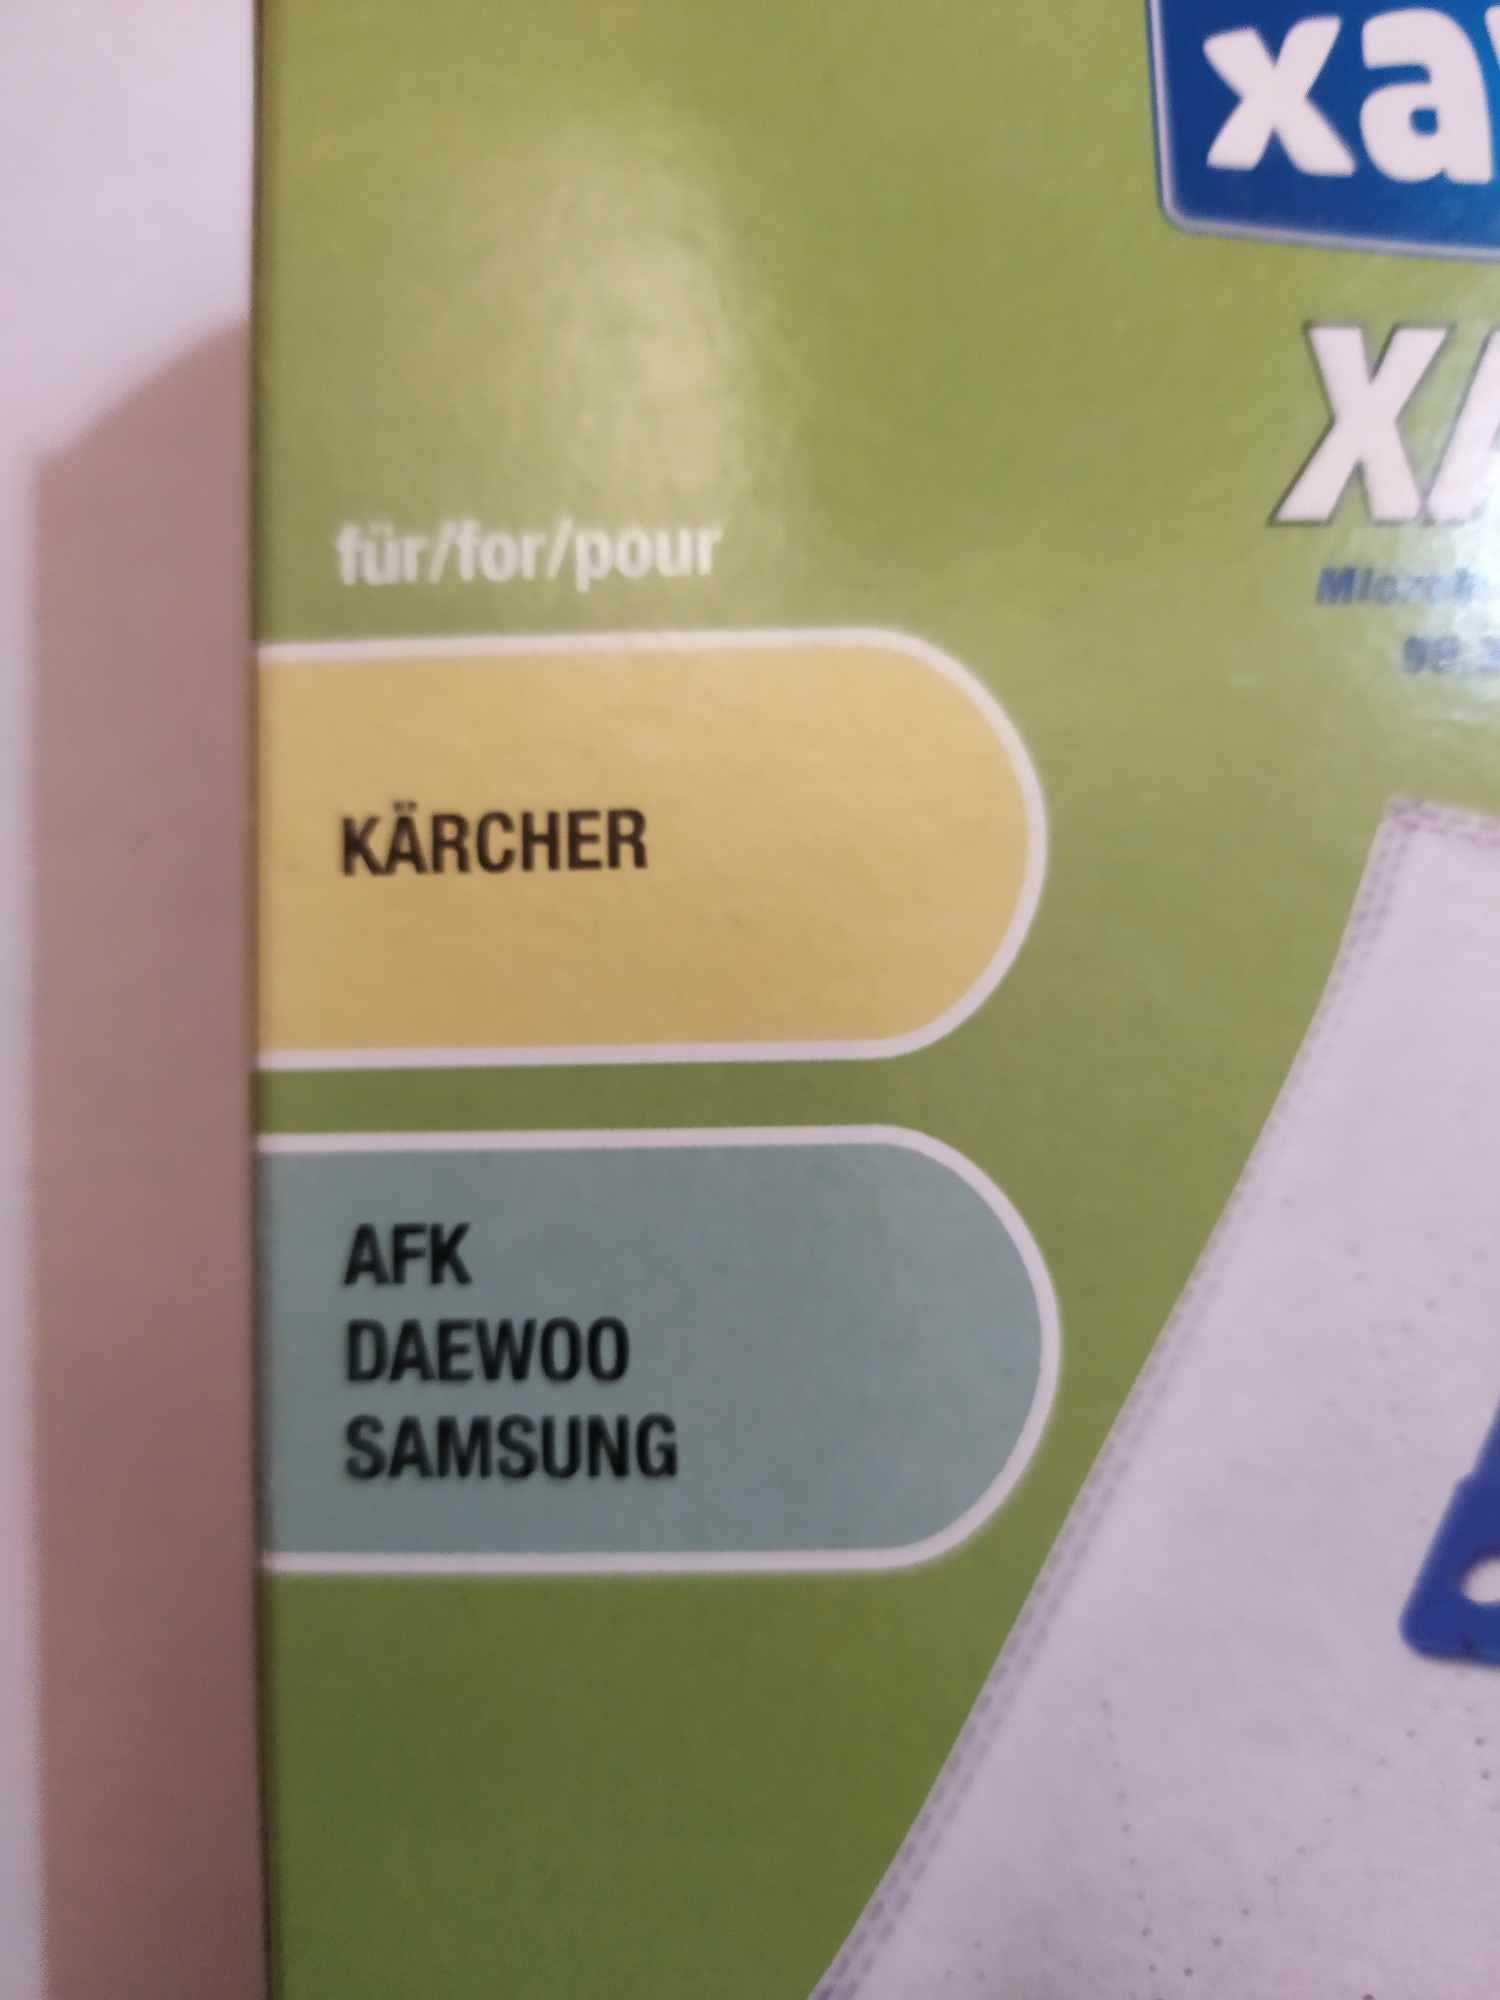 xa
XA
für/for/pour
KÄRCHER
AFK
DAEWOO
SAMSUNG